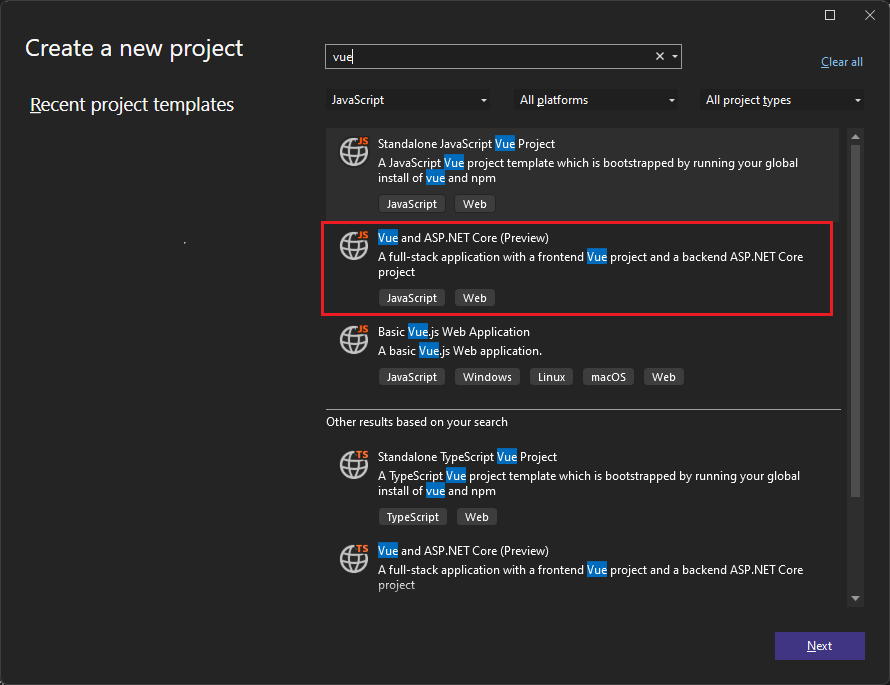 Create a new project
vue
Clear all
Recent project templates
JavaScript
All platforms
All project types
JS
Standalone JavaScript Vue Project
A JavaScript Vue project template which is bootstrapped by running your global
install of vue and npm
JavaScript
Web
JS
Vue and ASP.NET Core (Preview)
A full-stack application with a frontend Vue project and a backend ASP.NET Core
project
JavaScript
Web
JS
Basic Vue.js Web Application
A basic Vue.js Web application.
JavaScript
Windows
Linux
macOS
Web
Other results based on your search
TS
Standalone TypeScript Vue Project
A TypeScript Vue project template which is bootstrapped by running your global
install of vue and npm
TypeScript
Web
TS
Vue and ASP.NET Core (Preview)
A full-stack application with a frontend Vue project and a backend ASP.NET Core
project
Next